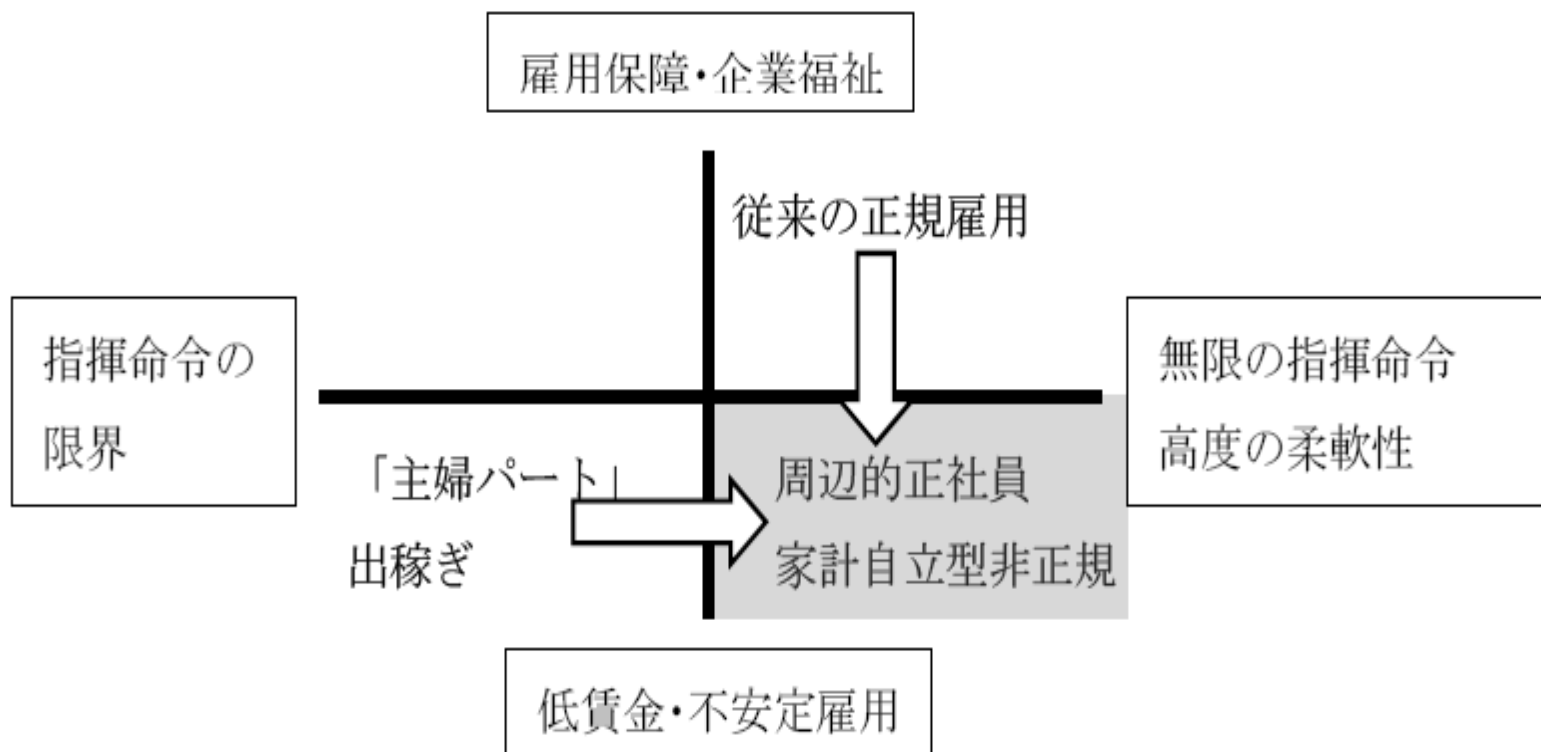 雇用保障・企業福祉
従来の正規雇用
指揮命令の
限界
無限の指揮命令
高度の柔軟性
「主婦パート」
出稼ぎ
周辺的正社員
家計自立型非正規
低賃金・不安定雇用